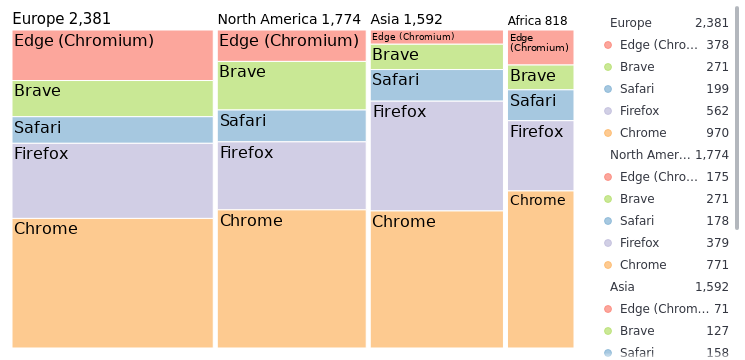 Europe 2,381
Edge (Chromium)
Brave
Safari
Firefox
Chrome
North America 1,774
Edge (Chromium)
Brave
Safari
Firefox
Chrome
Asia 1,592
Edge (Chromium)
Brave
Safari
Firefox
Chrome
Africa 818
Edge
(Chromium)
Brave
Safari
Firefox
Chrome
Europe 2,381
Edge (Chro... 378
Brave 271
Safari 199
Firefox 562
Chrome 970
North Amer... 1,774
Edge (Chro... 175
Brave 271
Safari 178
Firefox 379
Chrome 771
Asia 1,592
Edge (Chrom... 71
Brave 127
Safari 158